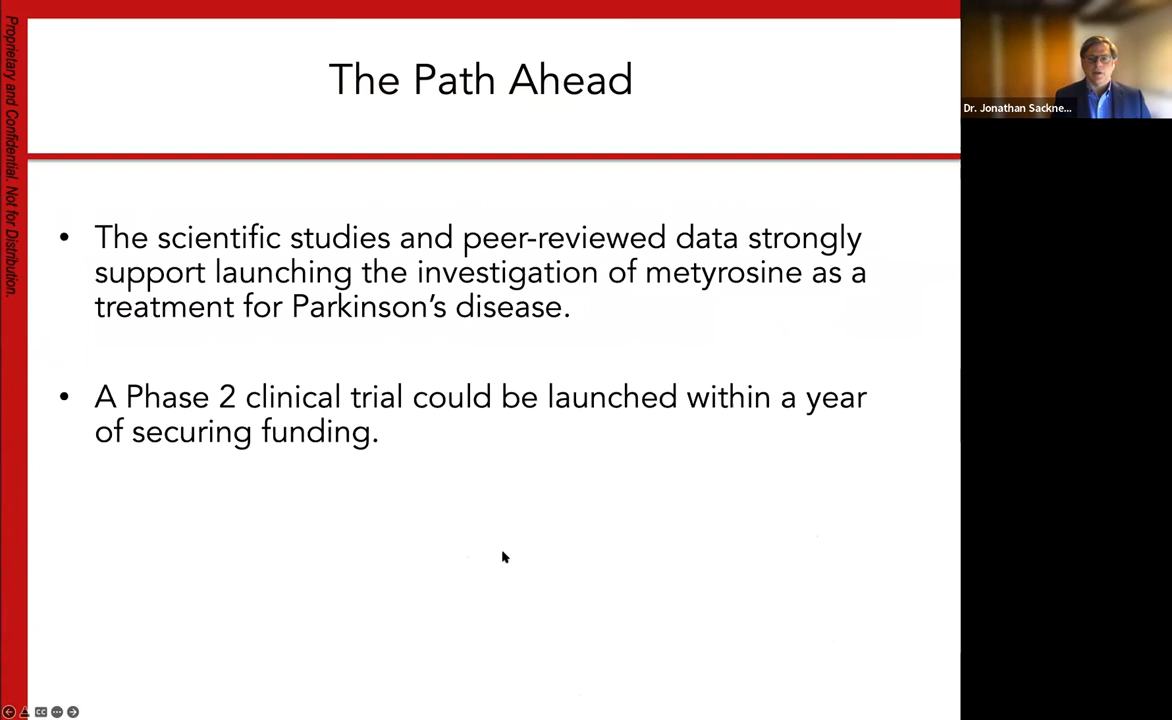 Proprietary and Confidential. Not for Distribution.
The Path Ahead
• The scientific studies and peer-reviewed data strongly
support launching the investigation of metyrosine as a
treatment for Parkinson’s disease.
• A Phase 2 clinical trial could be launched within a year
of securing funding.
Dr. Jonathan Sackne...
CC